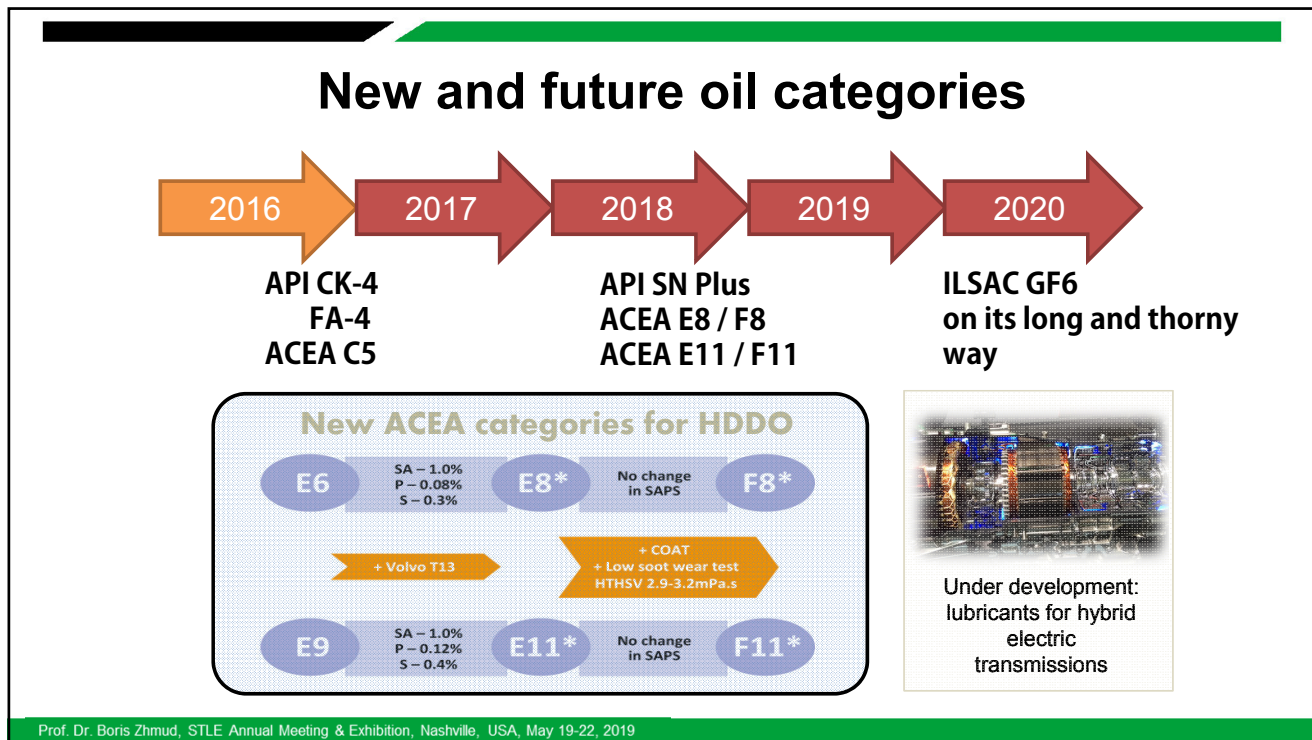 New and future oil categories
2016
2017
2018
2019
2020
API CK-4
FA-4
ACEA C5
API SN Plus
ACEA E8 / F8
ACEA E11 / F11
ILSAC GF6
on its long and thorny
way
New ACEA categories for HDDO
E6
SA – 1.0%
P – 0.08%
S – 0.3%
E8*
No change
in SAPS
F8*
+ Volvo T13
+ COAT
+ Low soot wear test
HTHSV 2.9-3.2mPa.s
E9
SA – 1.0%
P – 0.12%
S – 0.4%
E11*
No change
in SAPS
F11*
Under development:
lubricants for hybrid
electric
transmissions
Prof. Dr. Boris Zhmud, STLE Annual Meeting & Exhibition, Nashville, USA, May 19-22, 2019